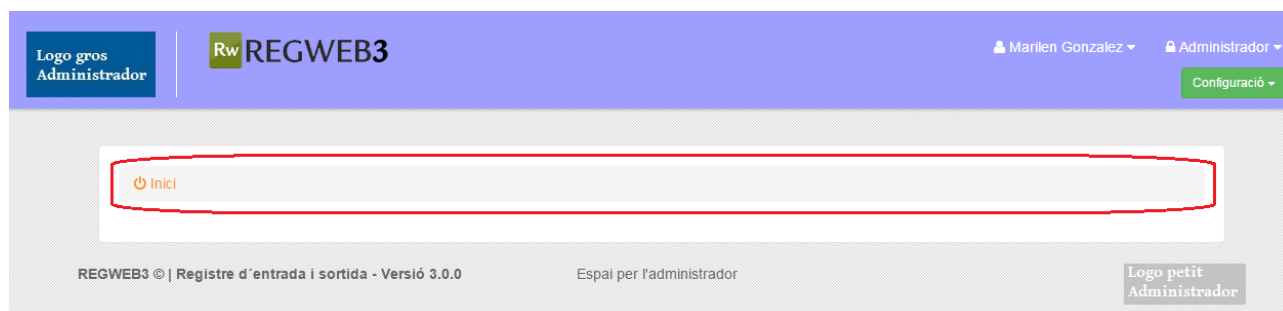 Logo gros
Administrador
Rw REGWEB3
Marilen Gonzalez
Administrador
Configuració
Inici
REGWEB3 © | Registre d´entrada i sortida - Versió 3.0.0
Espai per l'administrador
Logo petit
Administrador